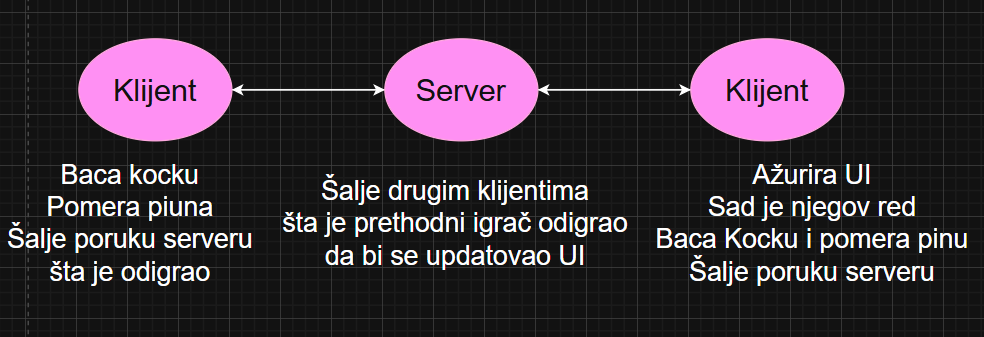 Klijent
Server
Klijent
Baca kocku
Pomera piuna
Šalje poruku serveru
šta je odigrao
Šalje drugim klijentima
šta je prethodni igrač odigrao
da bi se updatovao UI
Ažurira UI
Sad je njegov red
Baca Kocku i pomera pinu
Šalje poruku serveru